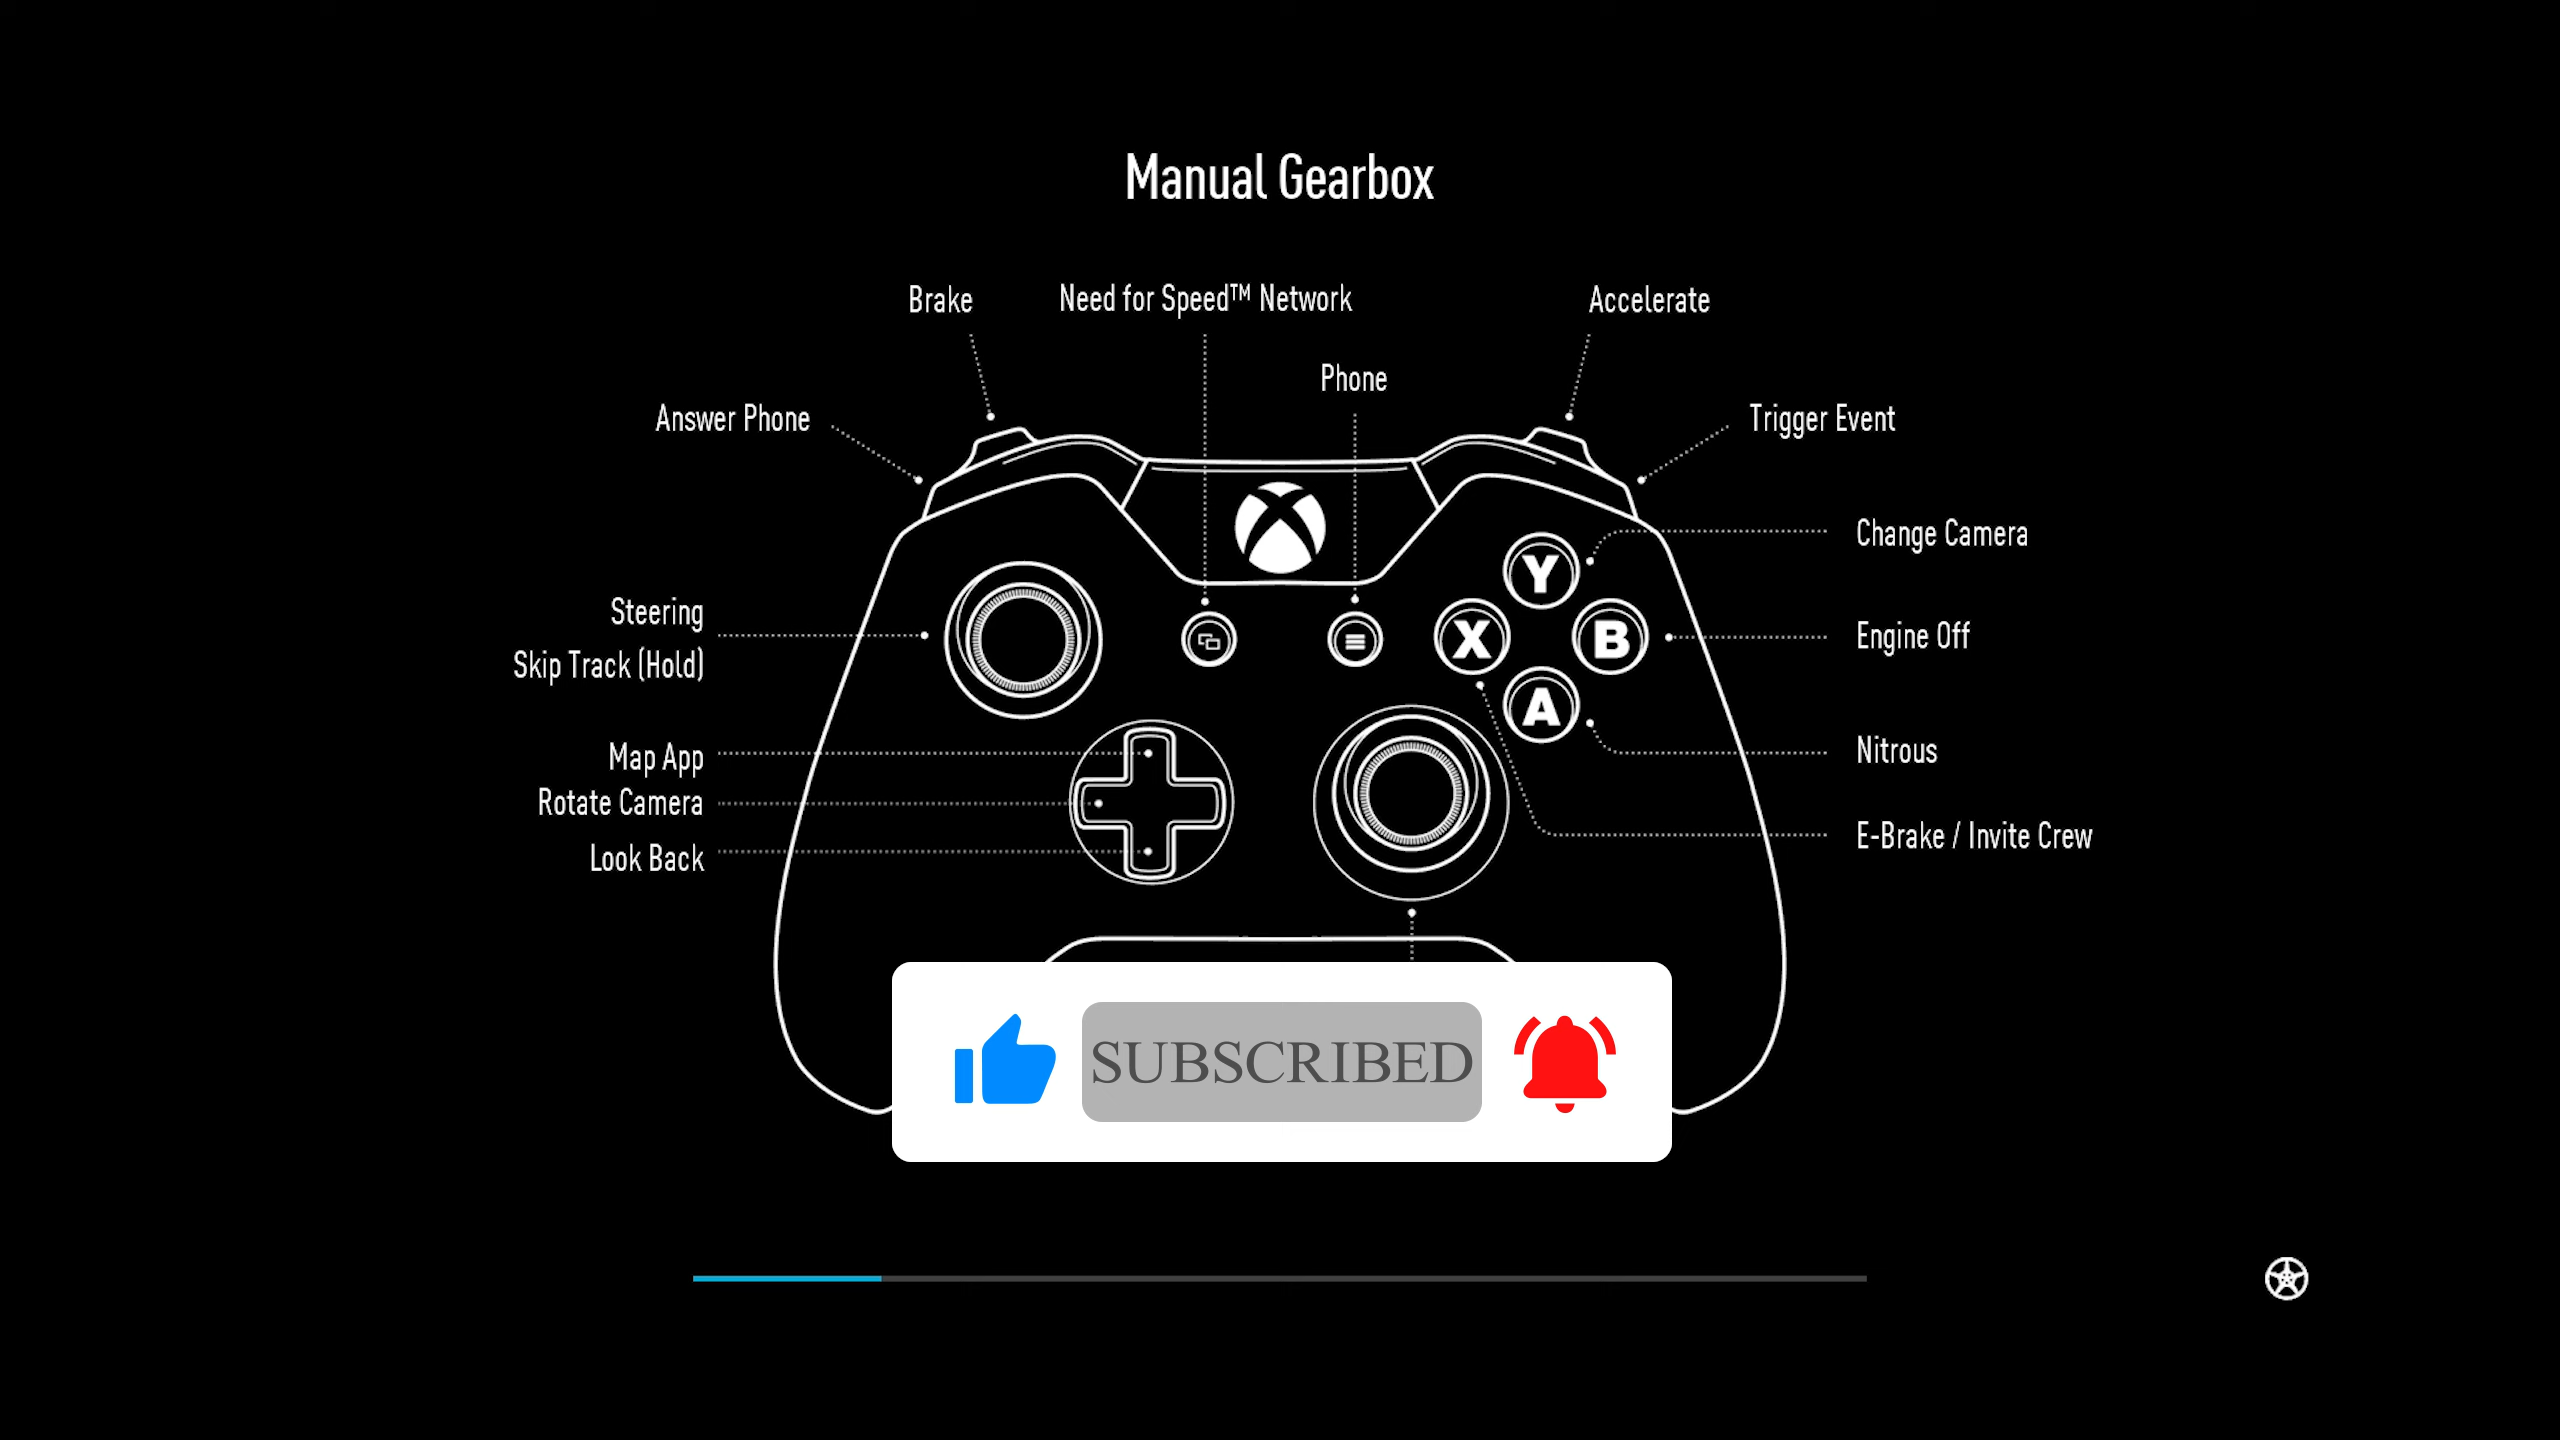 Manual Gearbox
Brake
Need for Speed™ Network
Accelerate
Phone
Answer Phone
Trigger Event
Change Camera
Y
Steering
X
B
Engine Off
Skip Track (Hold)
A
Map App
Nitrous
Rotate Camera
E-Brake / Invite Crew
Look Back
SUBSCRIBED